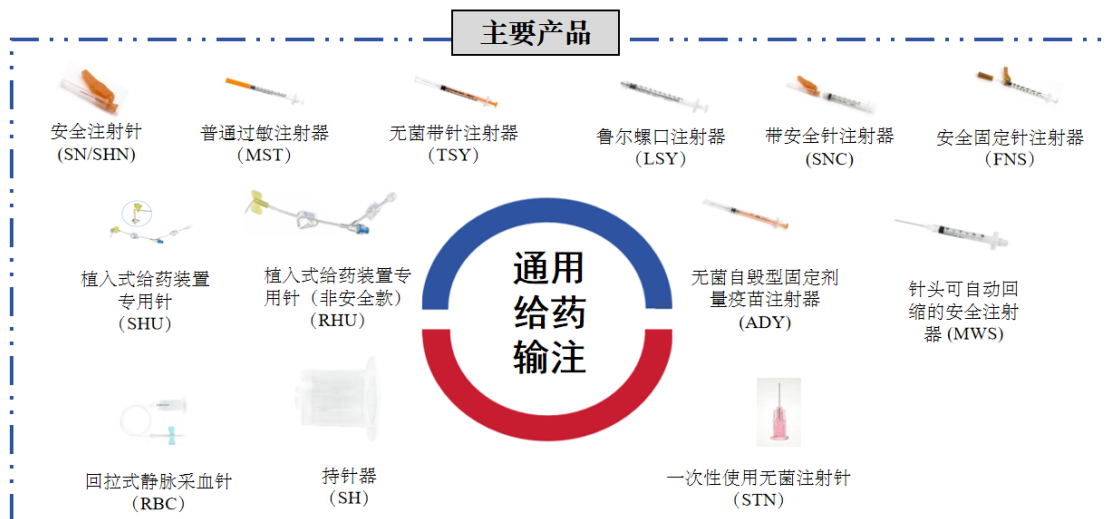 主要产品
安全注射针
(SN/SHN)
普通过敏注射器
（MST）
无菌带针注射器
（TSY）
鲁尔螺口注射器
（LSY）
带安全针注射器
(SNC)
安全固定针注射器
（FNS）
植入式给药装置
专用针
（SHU）
植入式给药装置专
用针（非安全款）
（RHU）
通用
给药
输注
无菌自毁型固定剂
量疫苗注射器
(ADY)
针头可自动回
缩的安全注射
器 (MWS)
回拉式静脉采血针
（RBC）
持针器
（SH）
一次性使用无菌注射针
（STN）